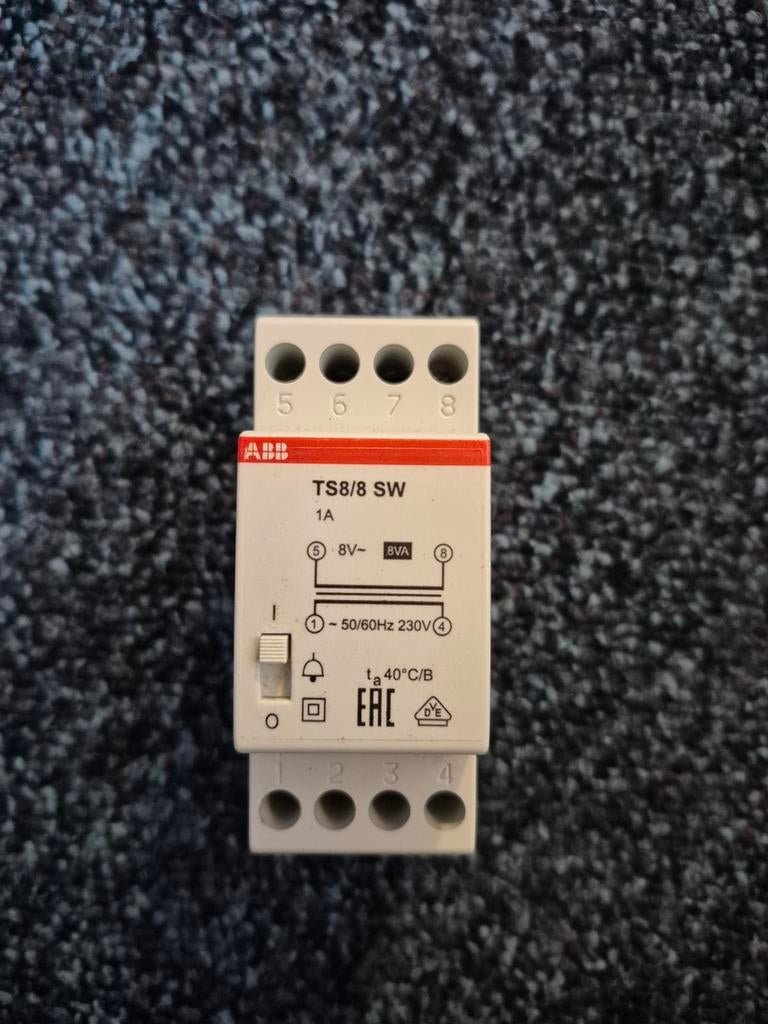 5 6 7 8
ABB
TS8/8 SW
1A
5 8V~ 8VA 8
I
1 ~ 50/60Hz 230V 4
ta 40°C/B
O
EAC
DVE
1 2 3 4